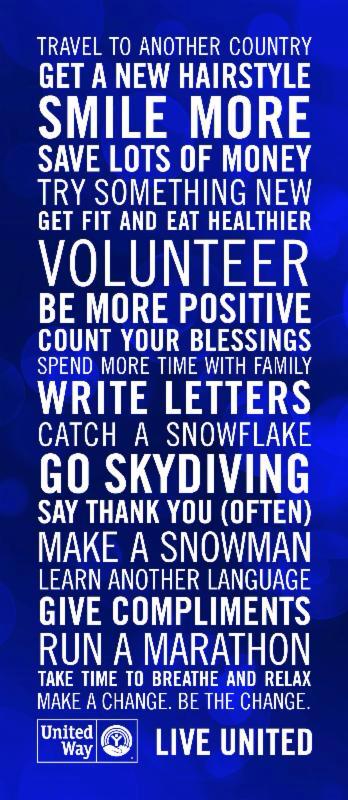 TRAVEL TO ANOTHER COUNTRY
GET A NEW HAIRSTYLE
SMILE MORE
SAVE LOTS OF MONEY
TRY SOMETHING NEW
GET FIT AND EAT HEALTHIER
VOLUNTEER
BE MORE POSITIVE
COUNT YOUR BLESSINGS
SPEND MORE TIME WITH FAMILY
WRITE LETTERS
CATCH A SNOWFLAKE
GO SKYDIVING
SAY THANK YOU (OFTEN)
MAKE A SNOWMAN
LEARN ANOTHER LANGUAGE
GIVE COMPLIMENTS
RUN A MARATHON
TAKE TIME TO BREATHE AND RELAX
MAKE A CHANGE. BE THE CHANGE.
United
Way
LIVE UNITED